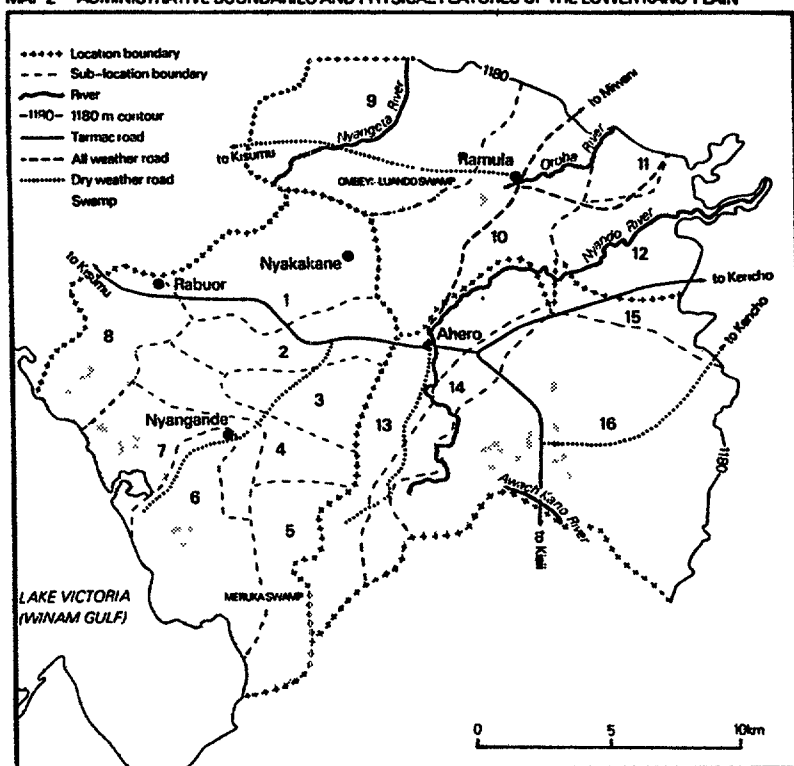 MAP 2 ADMINISTRATIVE BOUNDARIES AND PHYSICAL FEATURES OF THE LOWER KANO PLAIN
Location boundary
Sub-location boundary
River
-1180- 1180 m contour
Tarmac road
All weather road
Dry weather road
Swamp
9
Nyangeta River
1180
to Miwani
to Kisumu
Ramula
Oroba River
11
OMBEYI-LUANDO SWAMP
10
Nyando River
12
to Kisumu
Nyakakane
Rabuor
1
to Kericho
15
to Kericho
8
2
Ahero
3
14
Nyangande
13
16
7
4
6
1180
Awach Kano River
5
to Kisii
LAKE VICTORIA
(WINAM GULF)
MERUKA SWAMP
0 5 10km